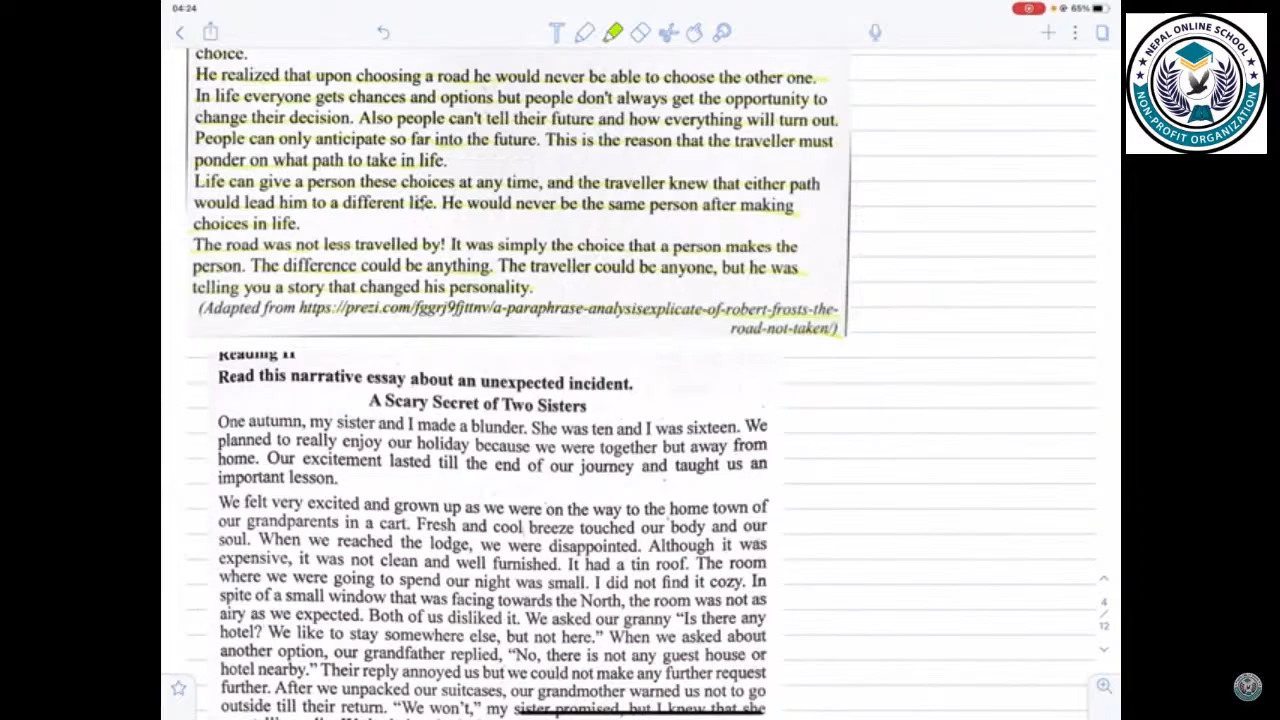 04:24
65%
NEPAL ONLINE SCHOOL
NON-PROFIT ORGANIZATION
choice.
He realized that upon choosing a road he would never be able to choose the other one.
In life everyone gets chances and options but people don't always get the opportunity to
change their decision. Also people can't tell their future and how everything will turn out.
People can only anticipate so far into the future. This is the reason that the traveller must
ponder on what path to take in life.
Life can give a person these choices at any time, and the traveller knew that either path
would lead him to a different life. He would never be the same person after making
choices in life.
The road was not less travelled by! It was simply the choice that a person makes the
person. The difference could be anything. The traveller could be anyone, but he was
telling you a story that changed his personality.
(Adapted from https://prezi.com/fggrj9fjttnv/a-paraphrase-analysisexplicate-of-robert-frosts-the-
road-not-taken/)
Reading II
Read this narrative essay about an unexpected incident.
A Scary Secret of Two Sisters
One autumn, my sister and I made a blunder. She was ten and I was sixteen. We
planned to really enjoy our holiday because we were together but away from
home. Our excitement lasted till the end of our journey and taught us an
important lesson.
We felt very excited and grown up as we were on the way to the home town of
our grandparents in a cart. Fresh and cool breeze touched our body and our
soul. When we reached the lodge, we were disappointed. Although it was
expensive, it was not clean and well furnished. It had a tin roof. The room
where we were going to spend our night was small. I did not find it cozy. In
spite of a small window that was facing towards the North, the room was not as
airy as we expected. Both of us disliked it. We asked our granny “Is there any
hotel? We like to stay somewhere else, but not here.” When we asked about
another option, our grandfather replied, “No, there is not any guest house or
hotel nearby.” Their reply annoyed us but we could not make any further request
further. After we unpacked our suitcases, our grandmother warned us not to go
outside till their return. “We won't,” my sister promised, but I knew that she
4
/
12